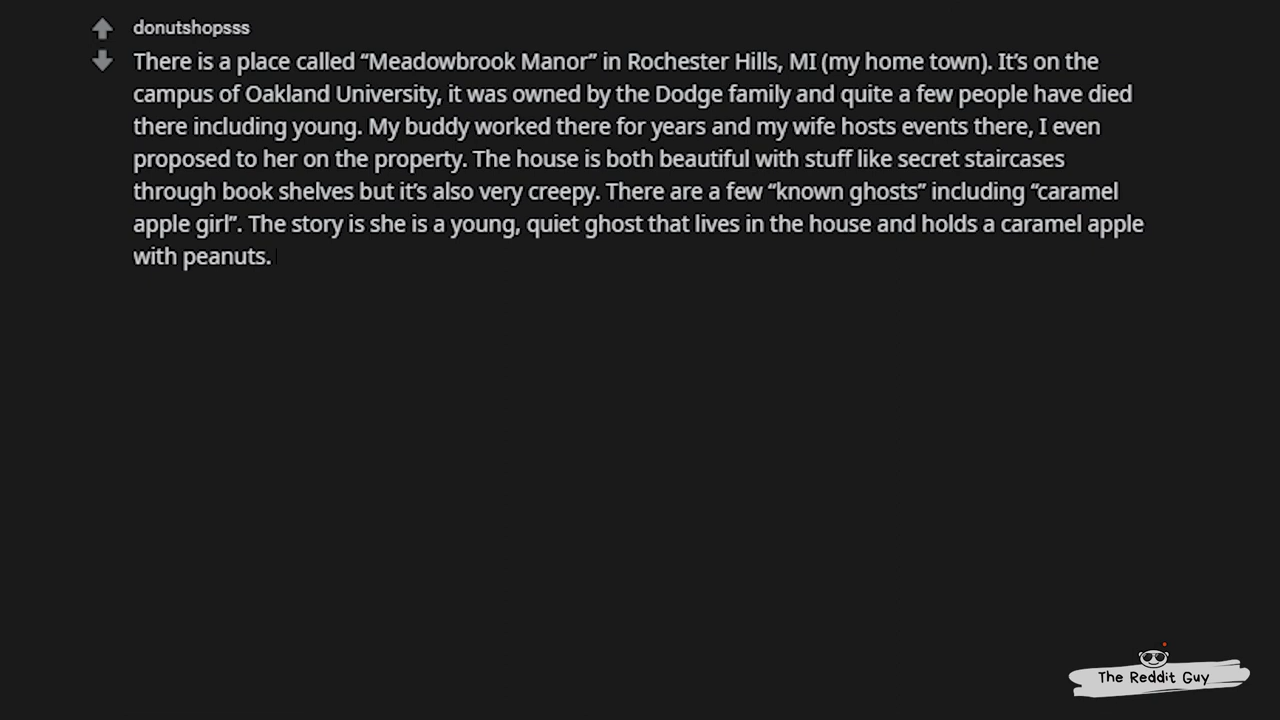 donutshopsss
There is a place called “Meadowbrook Manor” in Rochester Hills, MI (my home town). It’s on the
campus of Oakland University, it was owned by the Dodge family and quite a few people have died
there including young. My buddy worked there for years and my wife hosts events there, I even
proposed to her on the property. The house is both beautiful with stuff like secret staircases
through book shelves but it’s also very creepy. There are a few “known ghosts” including “caramel
apple girl”. The story is she is a young, quiet ghost that lives in the house and holds a caramel apple
with peanuts.
The Reddit Guy